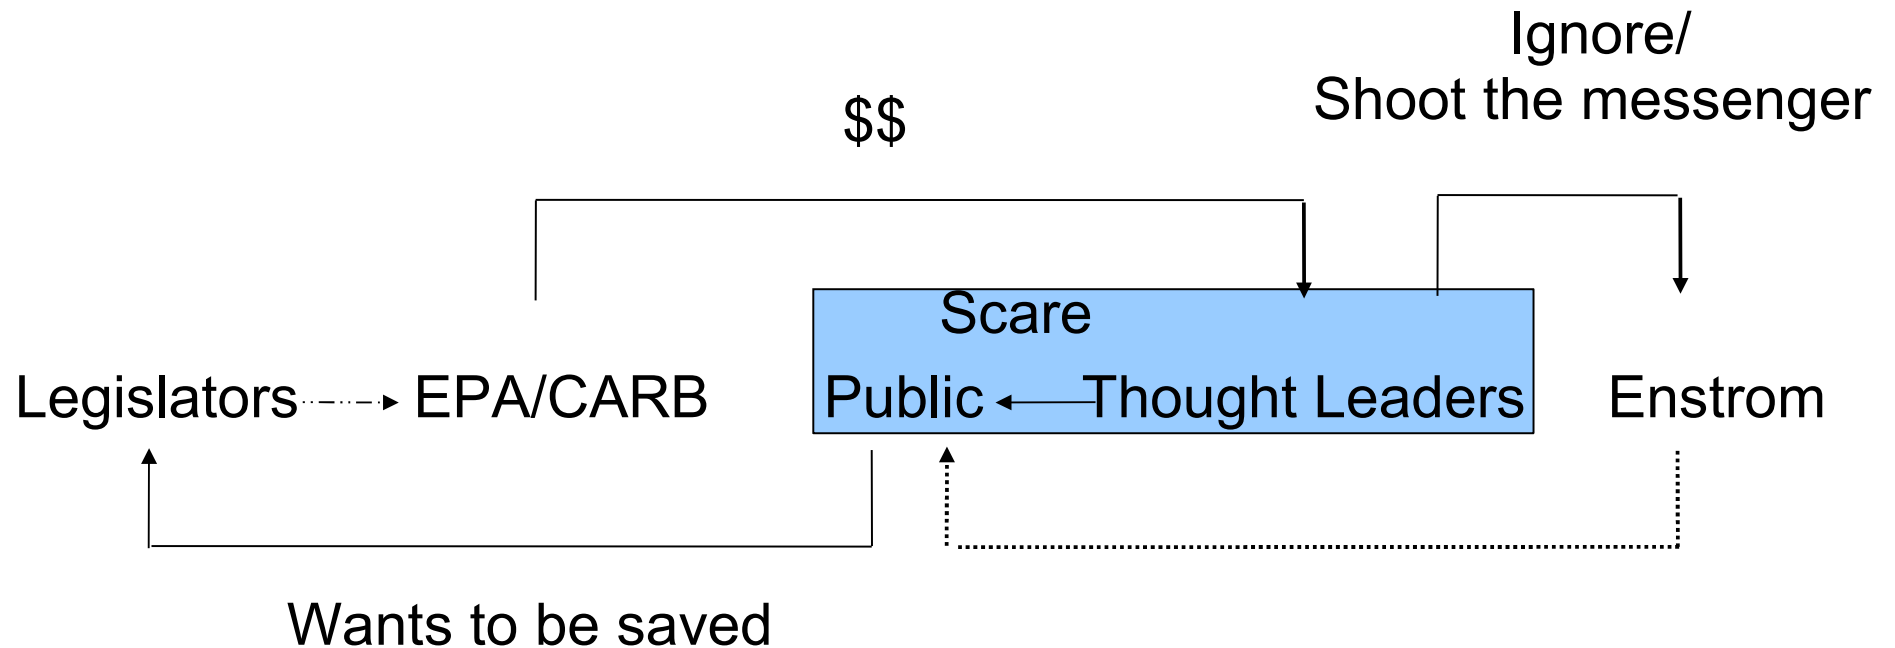 Ignore/
Shoot the messenger
$$
Scare
Legislators EPA/CARB Public Thought Leaders Enstrom
Wants to be saved